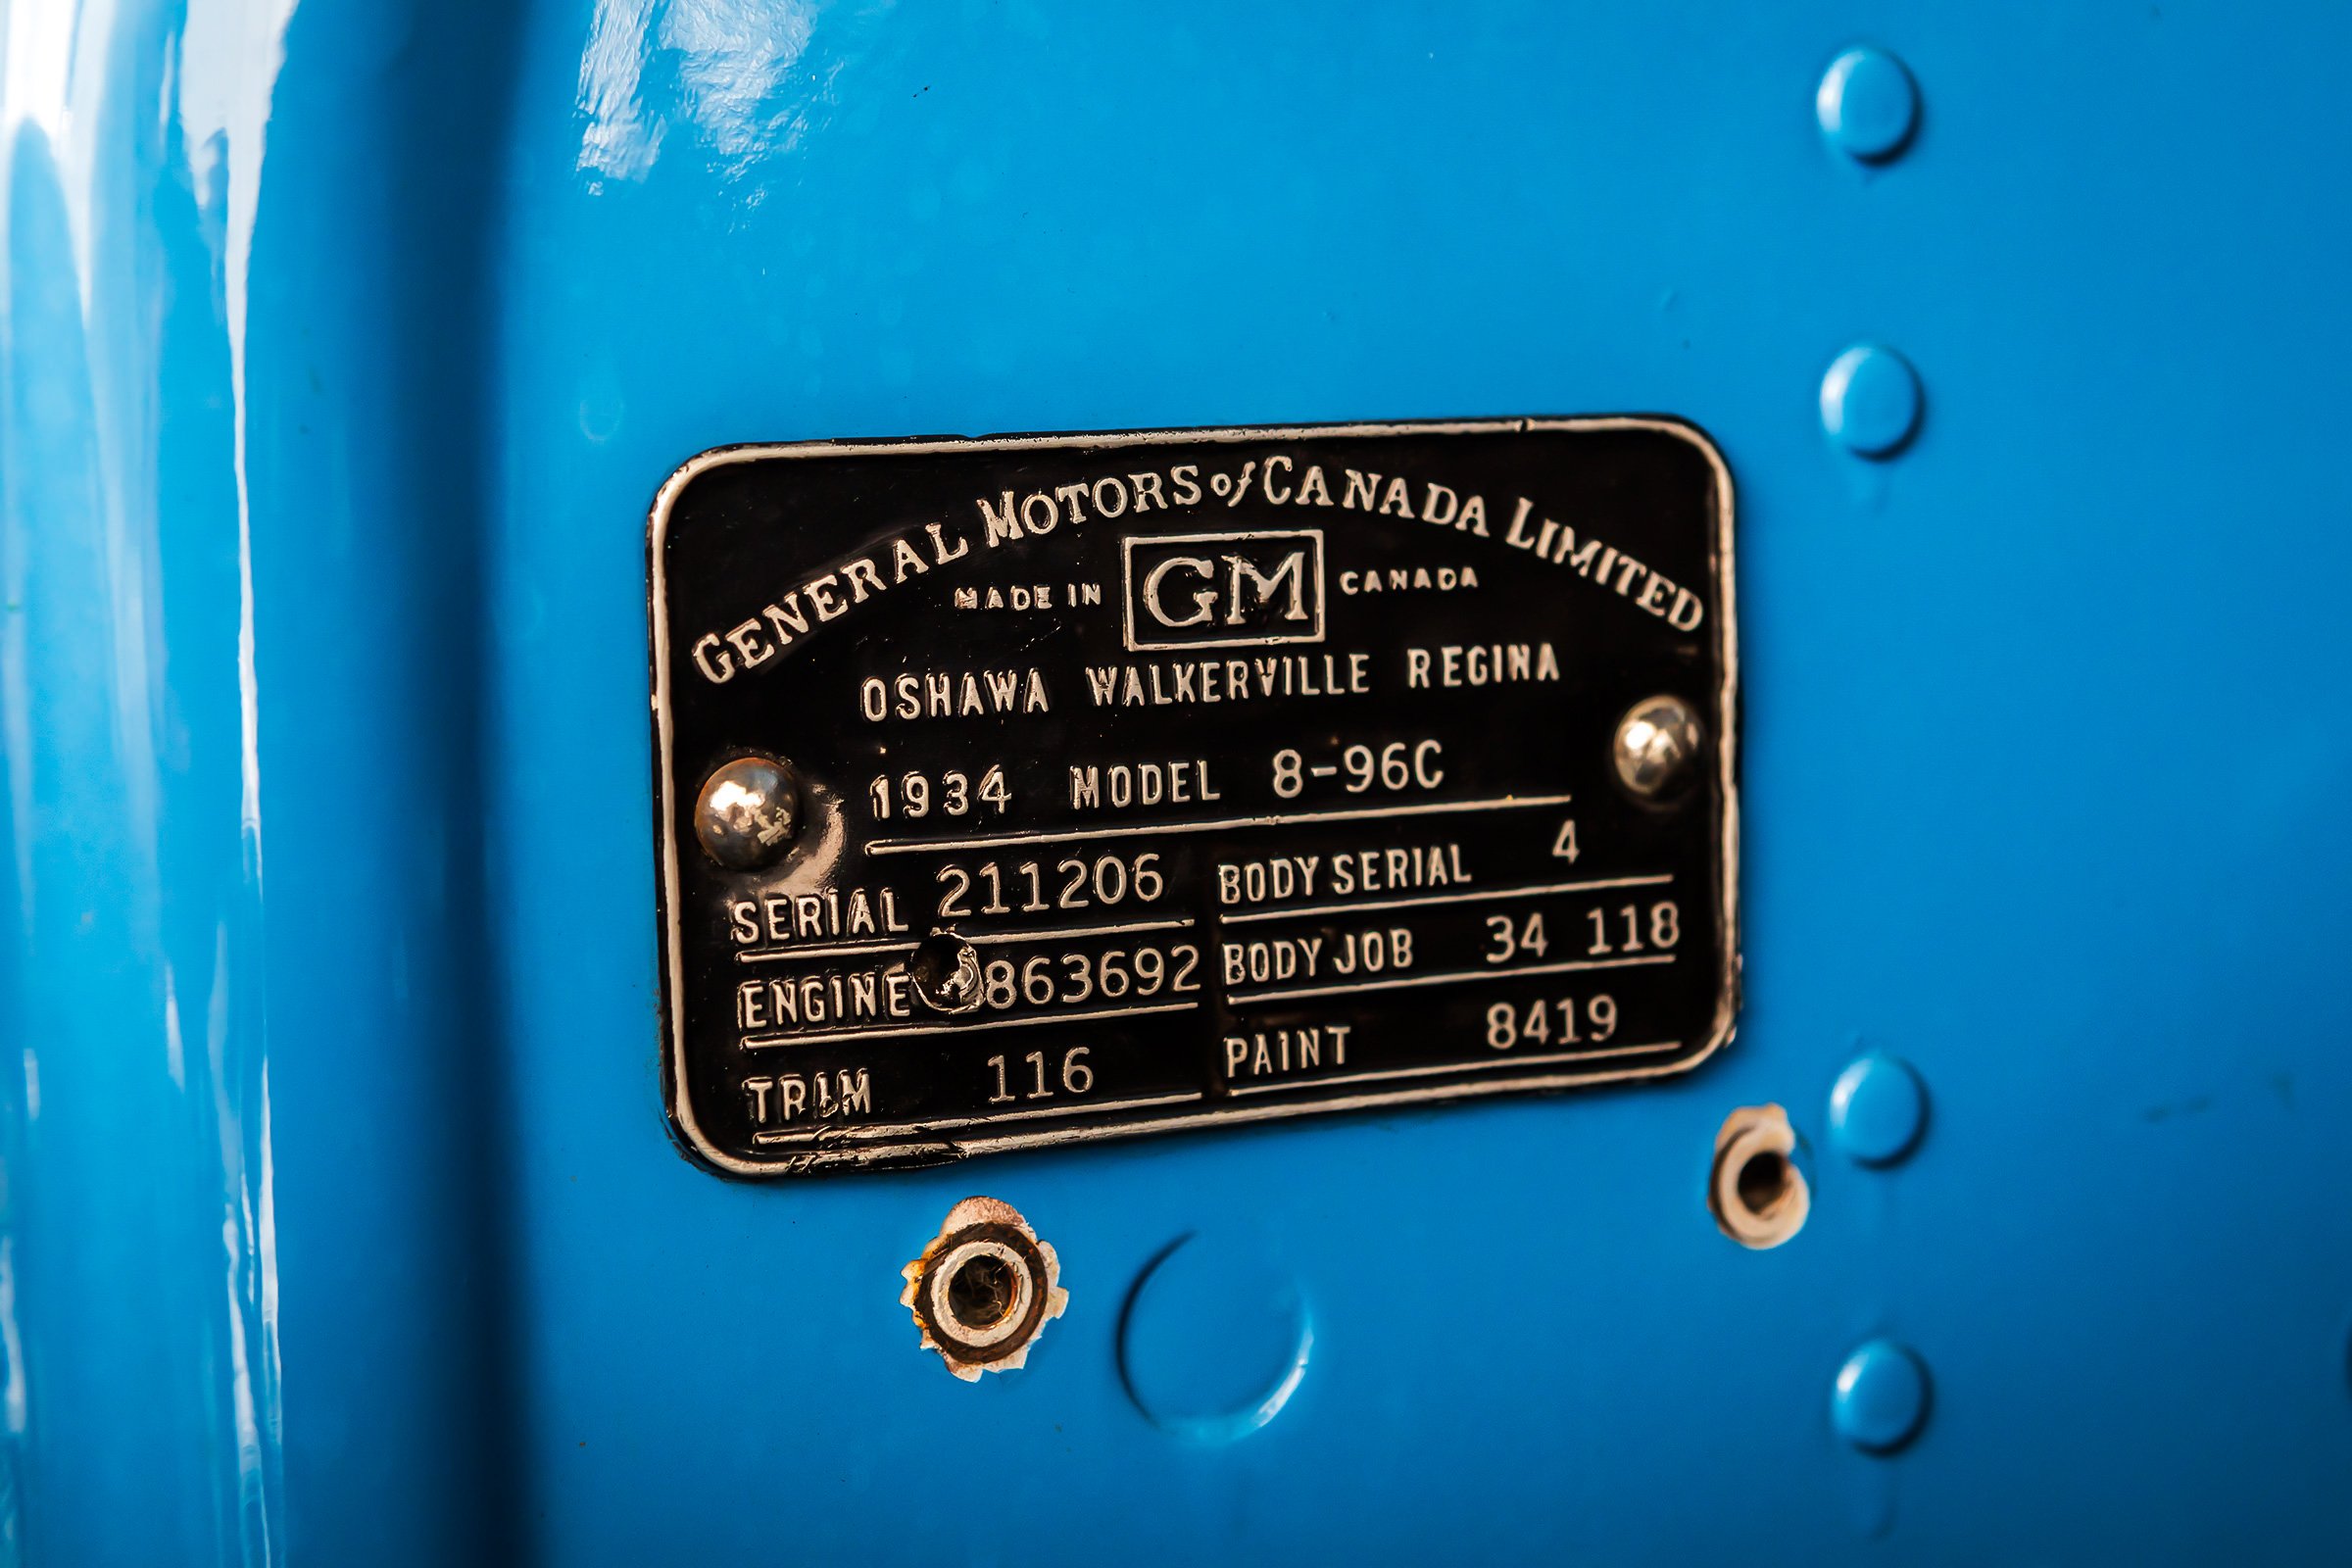 GENERAL MOTORS of CANADA LIMITED
MADE IN GM CANADA
OSHAWA WALKERVILLE REGINA
1934 MODEL 8-96C
SERIAL 211206 BODY SERIAL 4
ENGINE 863692 BODY JOB 34 118
TRIM 116 PAINT 8419